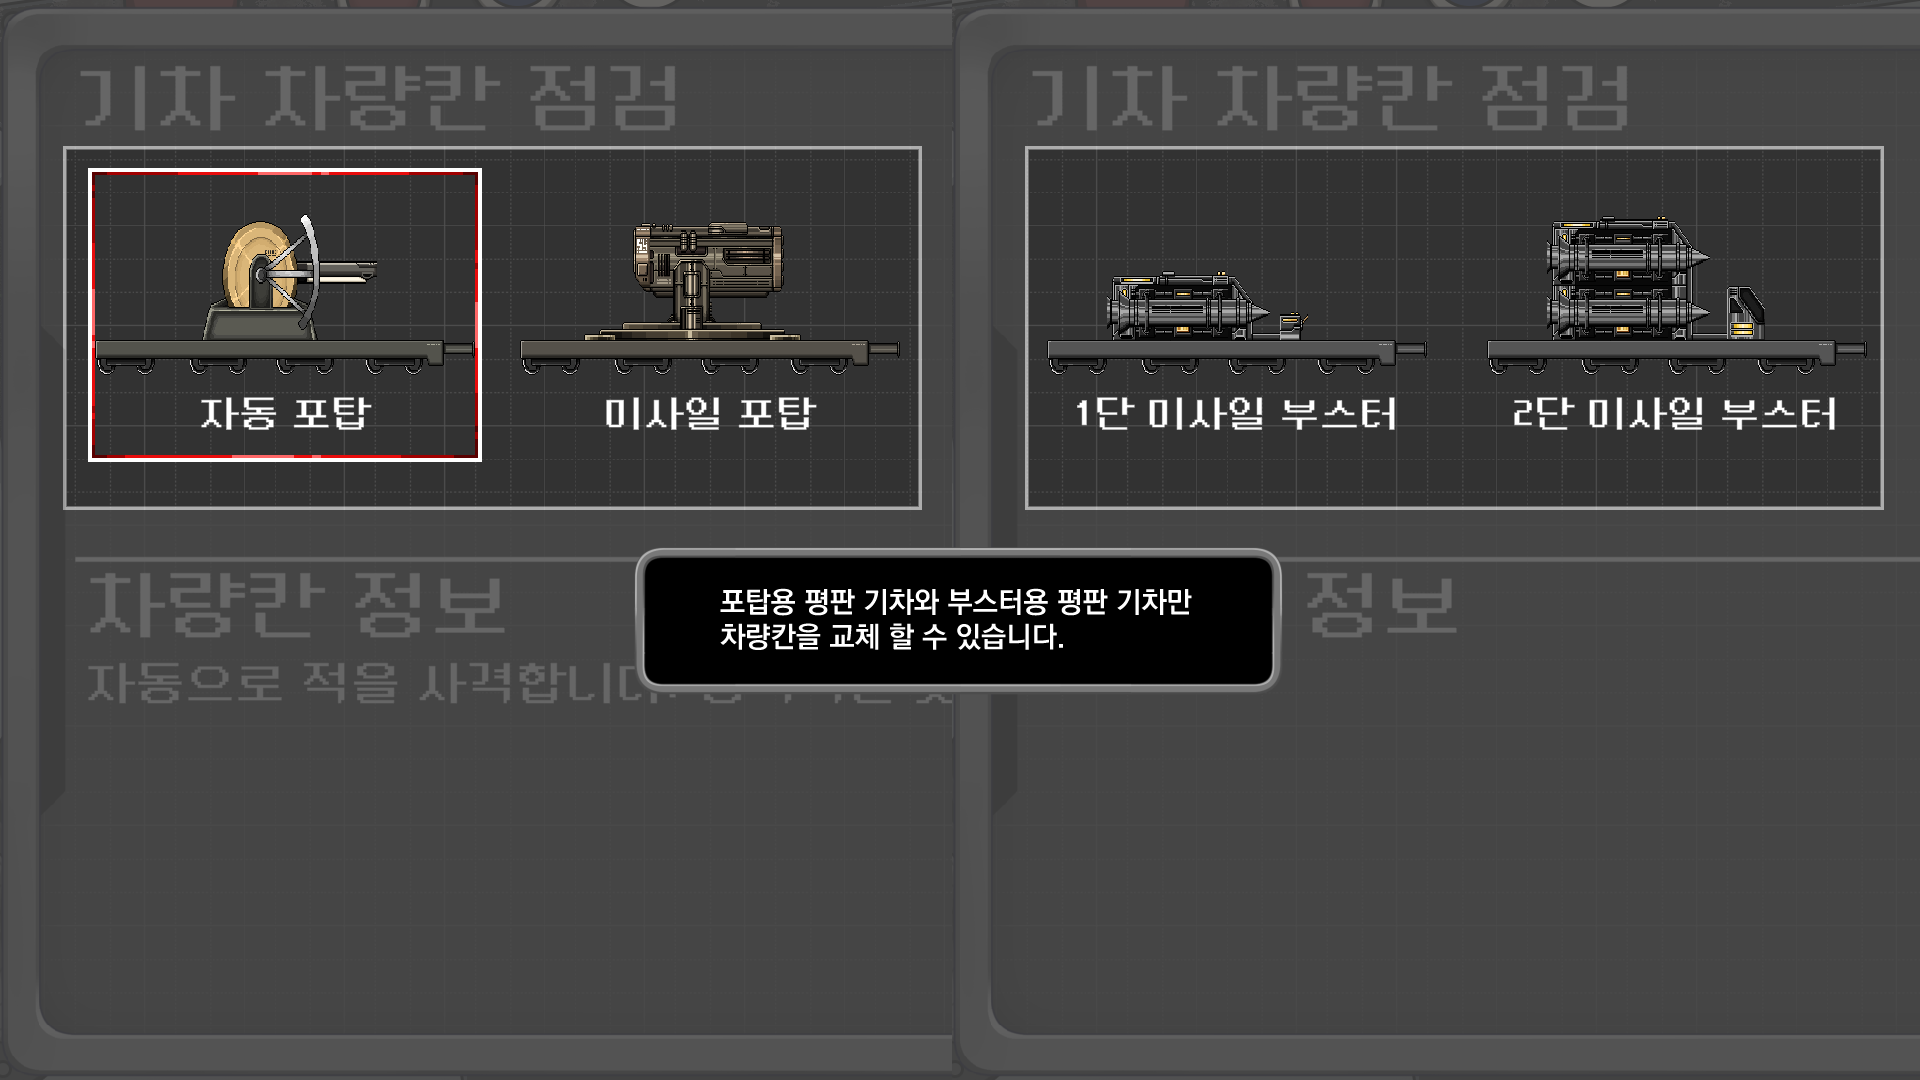 기차 차량칸 점검
기차 차량칸 점검
자동 포탑
미사일 포탑
1단 미사일 부스터
2단 미사일 부스터
포탑용 평판 기차와 부스터용 평판 기차만
차량칸을 교체 할 수 있습니다.
차량칸 정보
정보
자동으로 적을 사격합니다.